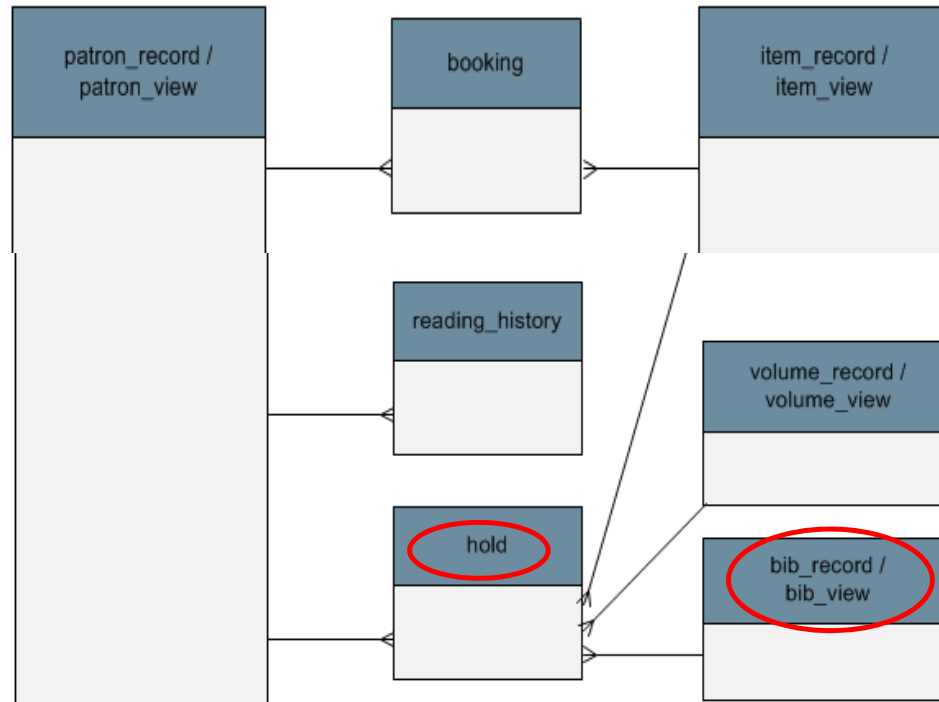 patron_record /
patron_view
booking
item_record /
item_view
reading_history
volume_record /
volume_view
hold
bib_record /
bib_view